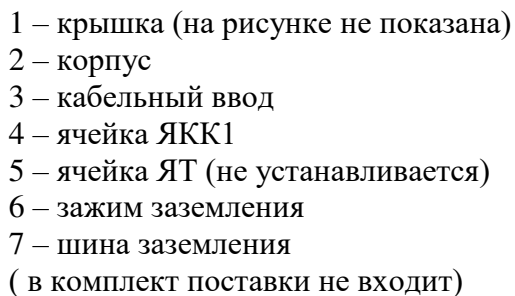 1 – крышка (на рисунке не показана)
2 – корпус
3 – кабельный ввод
4 – ячейка ЯКК1
5 – ячейка ЯТ (не устанавливается)
6 – зажим заземления
7 – шина заземления
( в комплект поставки не входит)